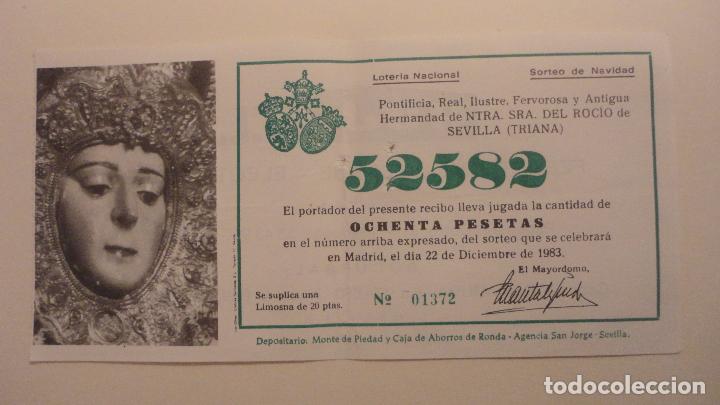 Lotería Nacional Sorteo de Navidad
Pontificia, Real, Ilustre, Fervorosa y Antigua
Hermandad de NTRA. SRA. DEL ROCIO de
SEVILLA (TRIANA)
52582
El portador del presente recibo lleva jugada la cantidad de
OCHENTA PESETAS
en el número arriba expresado, del sorteo que se celebrará
en Madrid, el día 22 de Diciembre de 1983.
El Mayordomo,
Se suplica una
Limosna de 20 ptas.
Nº 01372
Depositario: Monte de Piedad y Caja de Ahorros de Ronda - Agencia San Jorge - Sevilla.
todocoleccion
todocoleccion.net